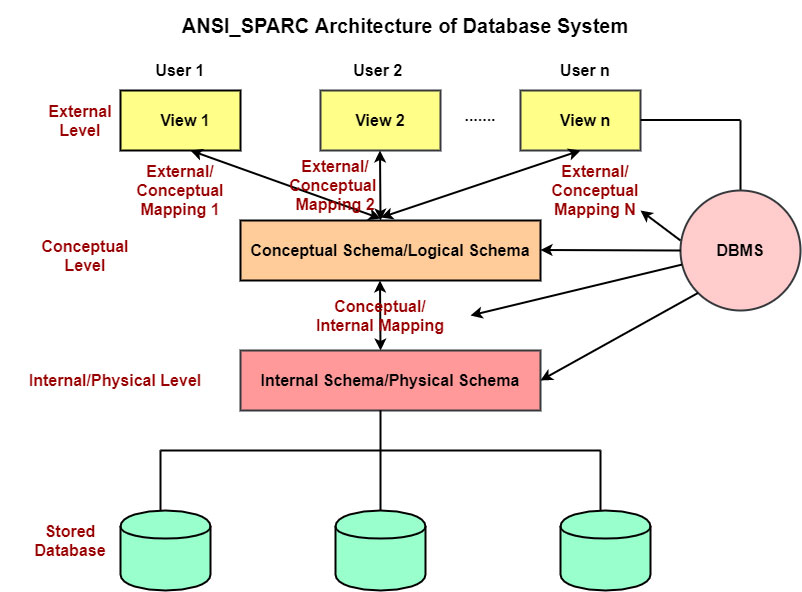 ANSI_SPARC Architecture of Database System
User 1
User 2
User n
External
Level
View 1
View 2
.......
View n
External/
Conceptual
Mapping 1
External/
Conceptual
Mapping 2
External/
Conceptual
Mapping N
Conceptual
Level
Conceptual Schema/Logical Schema
DBMS
Conceptual/
Internal Mapping
Internal/Physical Level
Internal Schema/Physical Schema
Stored
Database